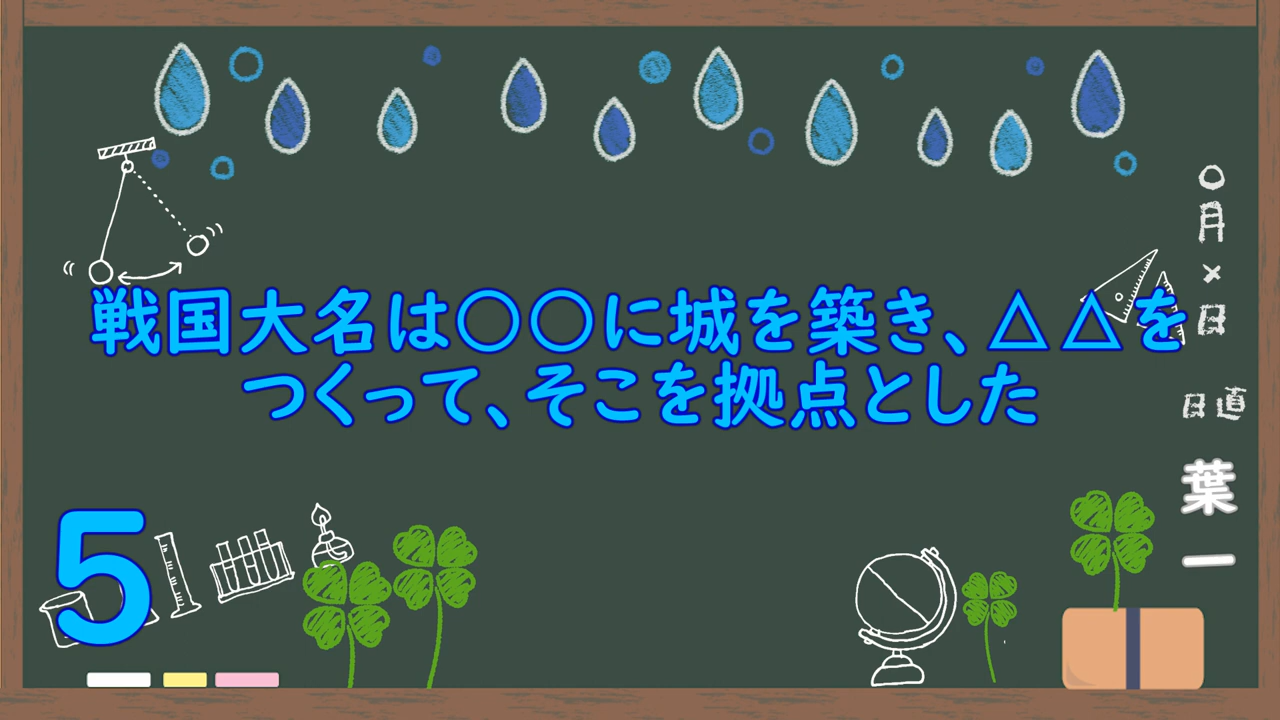 戦国大名は○○に城を築き、△△を
つくって、そこを拠点とした
5
○月×日
日直
葉一